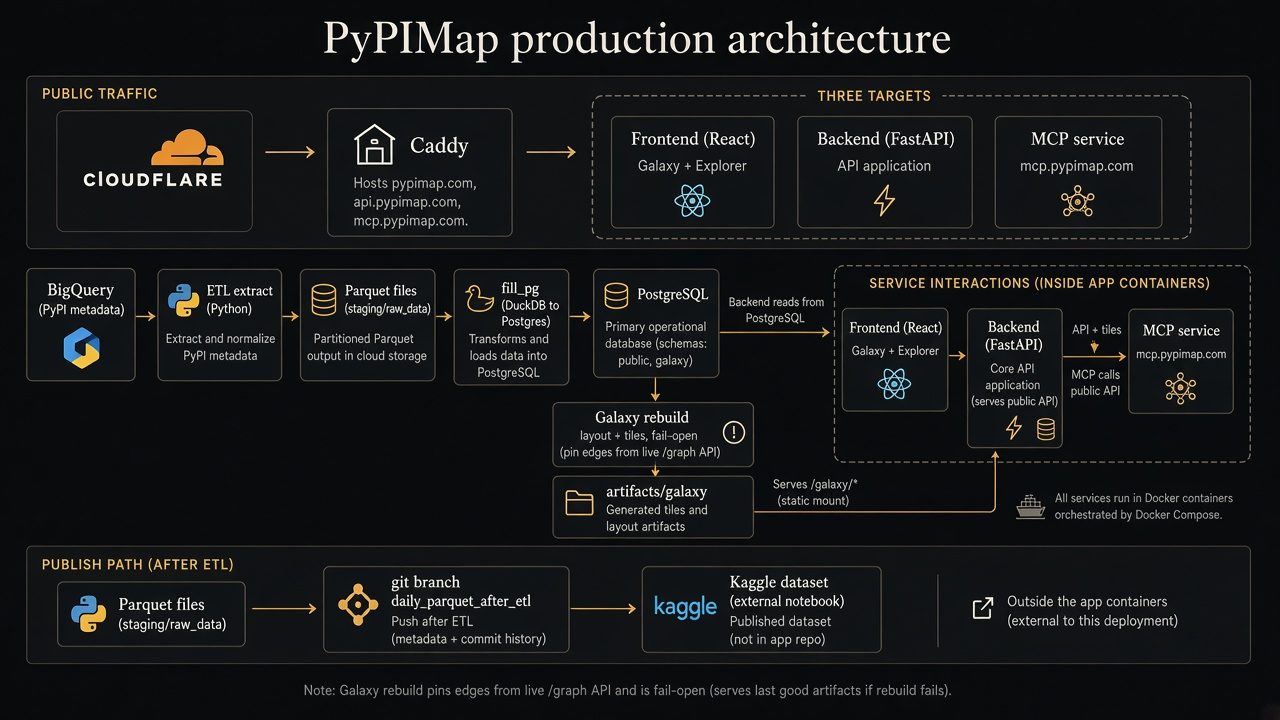 PyPIMap production architecture
PUBLIC TRAFFIC
CLOUDFLARE
Caddy
Hosts pypimap.com,
api.pypimap.com,
mcp.pypimap.com.
THREE TARGETS
Frontend (React)
Galaxy + Explorer
Backend (FastAPI)
API application
MCP service
mcp.pypimap.com
BigQuery
(PyPI metadata)
ETL extract
(Python)
Extract and normalize
PyPI metadata
Parquet files
(staging/raw_data)
Partitioned Parquet
output in cloud storage
fill_pg
(DuckDB to
Postgres)
Transforms and
loads data into
PostgreSQL
PostgreSQL
Primary operational
database (schemas:
public, galaxy)
Backend reads from
PostgreSQL
SERVICE INTERACTIONS (INSIDE APP CONTAINERS)
Frontend (React)
Galaxy + Explorer
Backend
(FastAPI)
Core API
application
(serves public API)
API + tiles
MCP calls
public API
MCP service
mcp.pypimap.com
Galaxy rebuild
layout + tiles, fail-open
(pin edges from live /graph API)
artifacts/galaxy
Generated tiles and
layout artifacts
Serves /galaxy/*
(static mount)
All services run in Docker containers
orchestrated by Docker Compose.
PUBLISH PATH (AFTER ETL)
Parquet files
(staging/raw_data)
git branch
daily_parquet_after_etl
Push after ETL
(metadata + commit history)
kaggle
Kaggle dataset
(external notebook)
Published dataset
(not in app repo)
Outside the app containers
(external to this deployment)
Note: Galaxy rebuild pins edges from live /graph API and is fail-open (serves last good artifacts if rebuild fails).